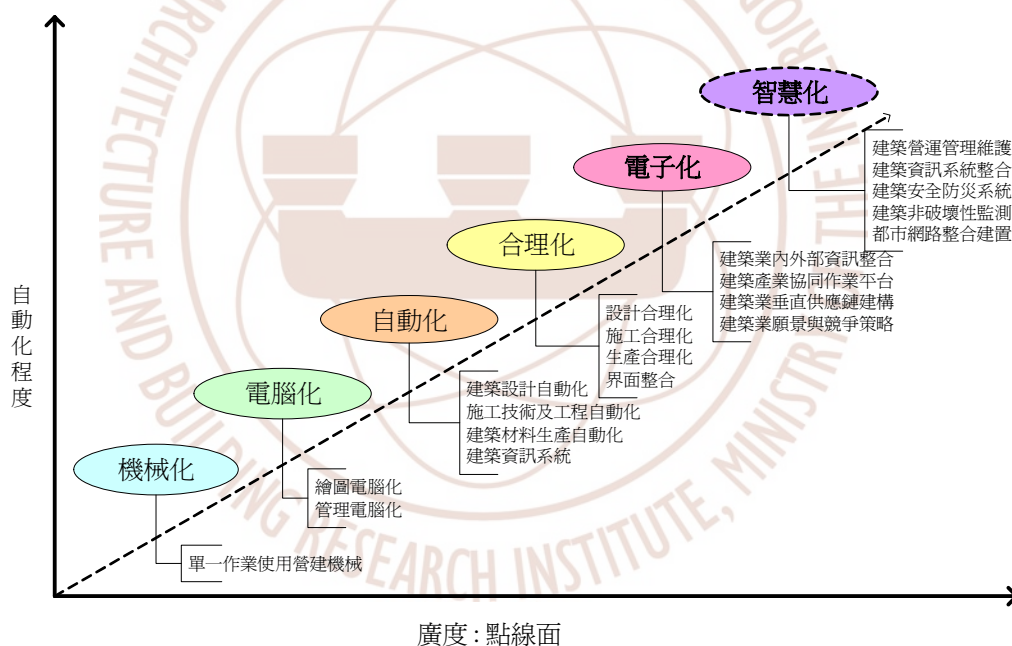 智慧化
建築營運管理維護
建築資訊系統整合
建築安全防災系統
建築非破壞性監測
都市網路整合建置
電子化
建築業內外部資訊整合
建築產業協同作業平台
建築業垂直供應鏈建構
建築業願景與競爭策略
合理化
設計合理化
施工合理化
生產合理化
界面整合
自動化
建築設計自動化
施工技術及工程自動化
建築材料生產自動化
建築資訊系統
電腦化
繪圖電腦化
管理電腦化
機械化
單一作業使用營建機械
自動化程度
廣度:點線面
ARCHITECTURE AND BUILDING RESEARCH INSTITUTE, MINISTRY
THE INTERIOR